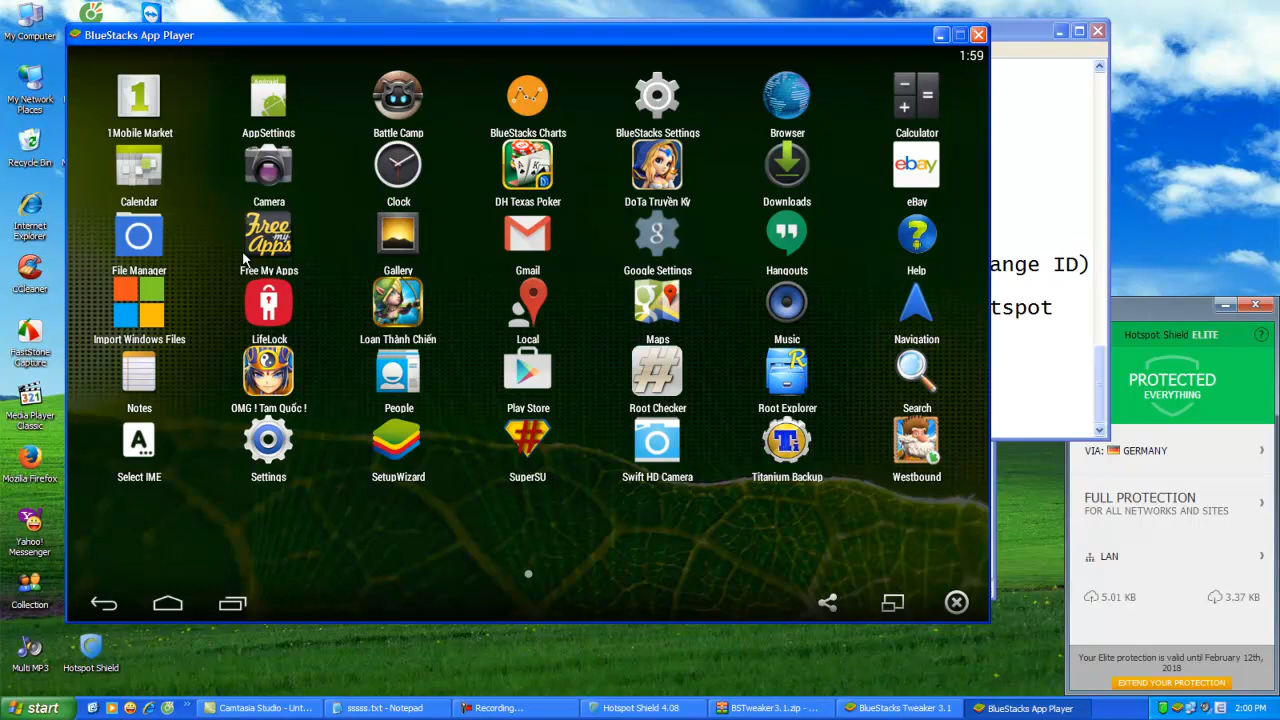 My Computer
My Network
Places
Recycle Bin
Internet
Explorer
CCleaner
FastStone
Capture
Media Player
Classic
Mozilla Firefox
Yahoo!
Messenger
Collection
Multi MP3
Hotspot Shield
BlueStacks App Player
1:59
1Mobile Market
AppSettings
Battle Camp
BlueStacks Charts
BlueStacks Settings
Browser
Calculator
Calendar
Camera
Clock
DH Texas Poker
DoTa Truyền Kỳ
Downloads
eBay
File Manager
Free My Apps
Gallery
Gmail
Google Settings
Hangouts
Help
Import Windows Files
LifeLock
Loan Thành Chiến
Local
Maps
Music
Navigation
Notes
OMG ! Tam Quốc !
People
Play Store
Root Checker
Root Explorer
Search
Select IME
Settings
SetupWizard
SuperSU
Swift HD Camera
Titanium Backup
Westbound
ange ID)
tspot
Hotspot Shield ELITE
PROTECTED
EVERYTHING
VIA: GERMANY
FULL PROTECTION
FOR ALL NETWORKS AND SITES
LAN
5.01 KB
3.37 KB
Your Elite protection is valid until February 12th,
2018
EXTEND YOUR PROTECTION
start
Camtasia Studio - Unt...
sssss.txt - Notepad
Recording...
Hotspot Shield 4.08
BSTweaker3.1.zip - ...
BlueStacks Tweaker 3.1
BlueStacks App Player
2:00 PM